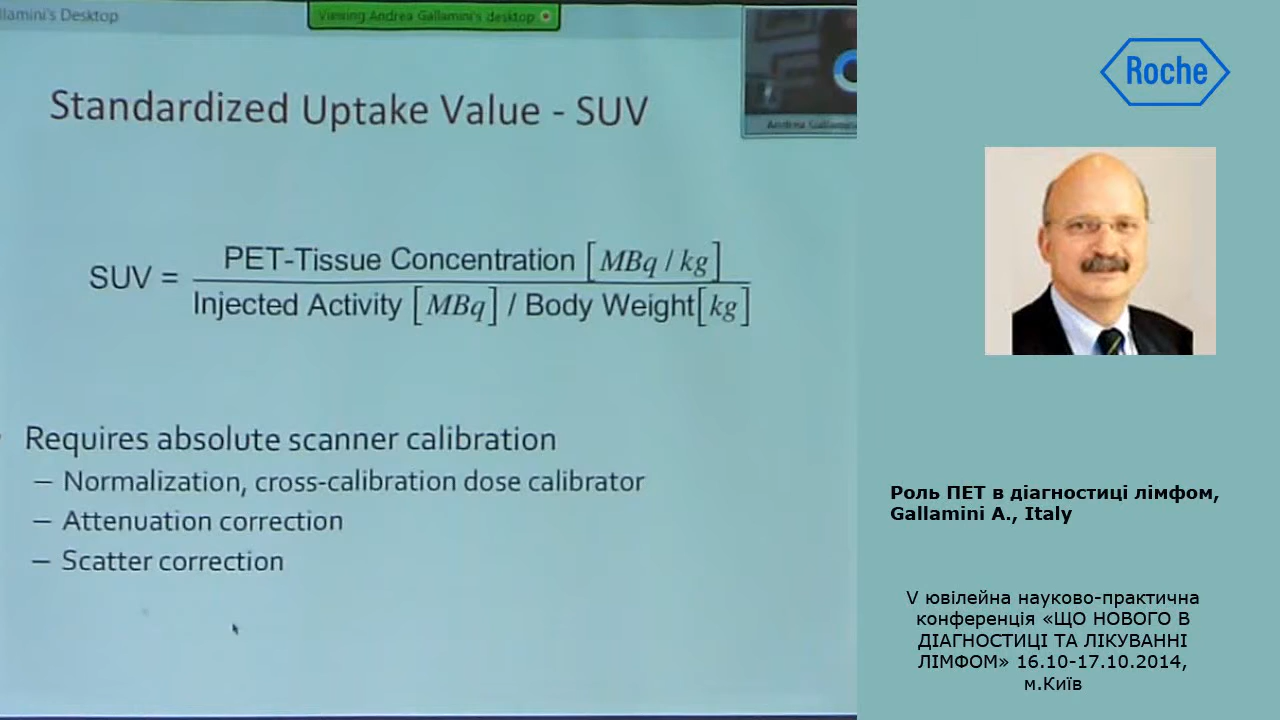 llamini's Desktop
Viewing Andrea Gallamini's desktop
Andrea Gallamini
Standardized Uptake Value - SUV
SUV = PET-Tissue Concentration [MBq / kg]
Injected Activity [MBq] / Body Weight[kg]
Requires absolute scanner calibration
– Normalization, cross-calibration dose calibrator
– Attenuation correction
– Scatter correction
Roche
Роль ПЕТ в діагностиці лімфом,
Gallamini A., Italy
V ювілейна науково-практична
конференція «ЩО НОВОГО В
ДІАГНОСТИЦІ ТА ЛІКУВАННІ
ЛІМФОМ» 16.10-17.10.2014,
м.Київ